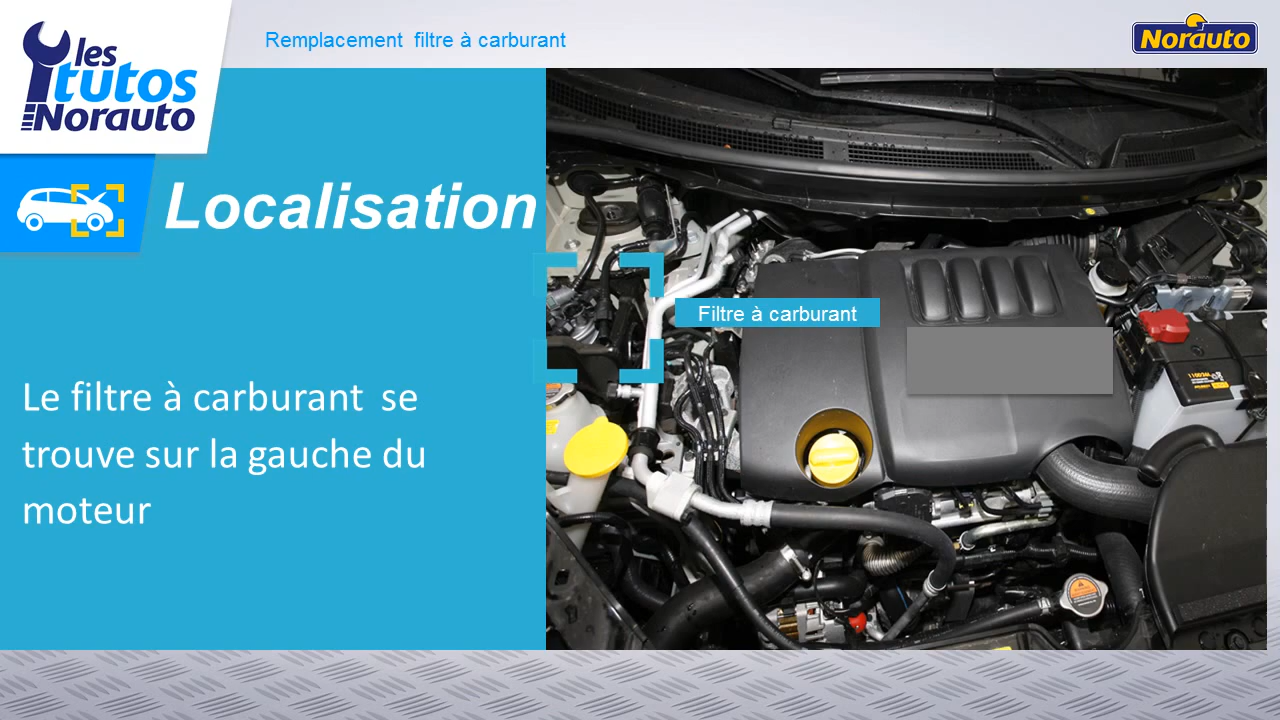 les
tutos
Norauto
Remplacement filtre à carburant
Norauto
Localisation
Filtre à carburant
Le filtre à carburant se
trouve sur la gauche du
moteur